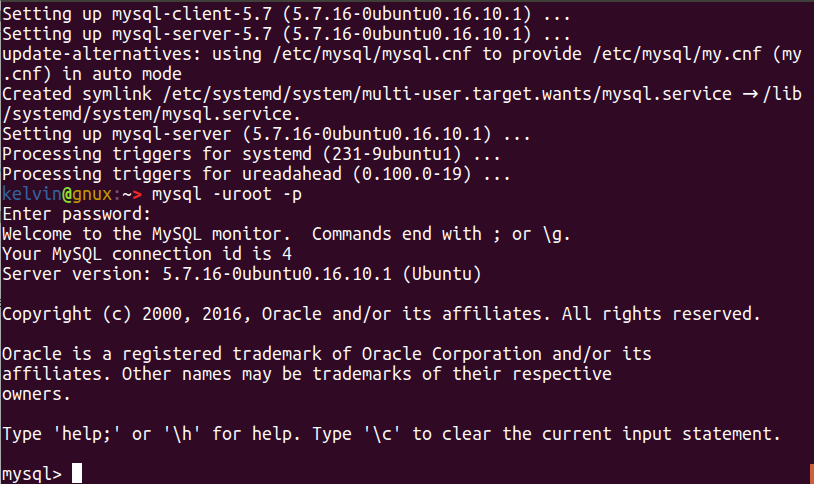 Setting up mysql-client-5.7 (5.7.16-0ubuntu0.16.10.1) ...
Setting up mysql-server-5.7 (5.7.16-0ubuntu0.16.10.1) ...
update-alternatives: using /etc/mysql/mysql.cnf to provide /etc/mysql/my.cnf (my
.cnf) in auto mode
Created symlink /etc/systemd/system/multi-user.target.wants/mysql.service → /lib
/systemd/system/mysql.service.
Setting up mysql-server (5.7.16-0ubuntu0.16.10.1) ...
Processing triggers for systemd (231-9ubuntu1) ...
Processing triggers for ureadahead (0.100.0-19) ...
kelvin@gnux:~> mysql -uroot -p
Enter password:
Welcome to the MySQL monitor.  Commands end with ; or \g.
Your MySQL connection id is 4
Server version: 5.7.16-0ubuntu0.16.10.1 (Ubuntu)
Copyright (c) 2000, 2016, Oracle and/or its affiliates. All rights reserved.
Oracle is a registered trademark of Oracle Corporation and/or its
affiliates. Other names may be trademarks of their respective
owners.
Type 'help;' or '\h' for help. Type '\c' to clear the current input statement.
mysql>